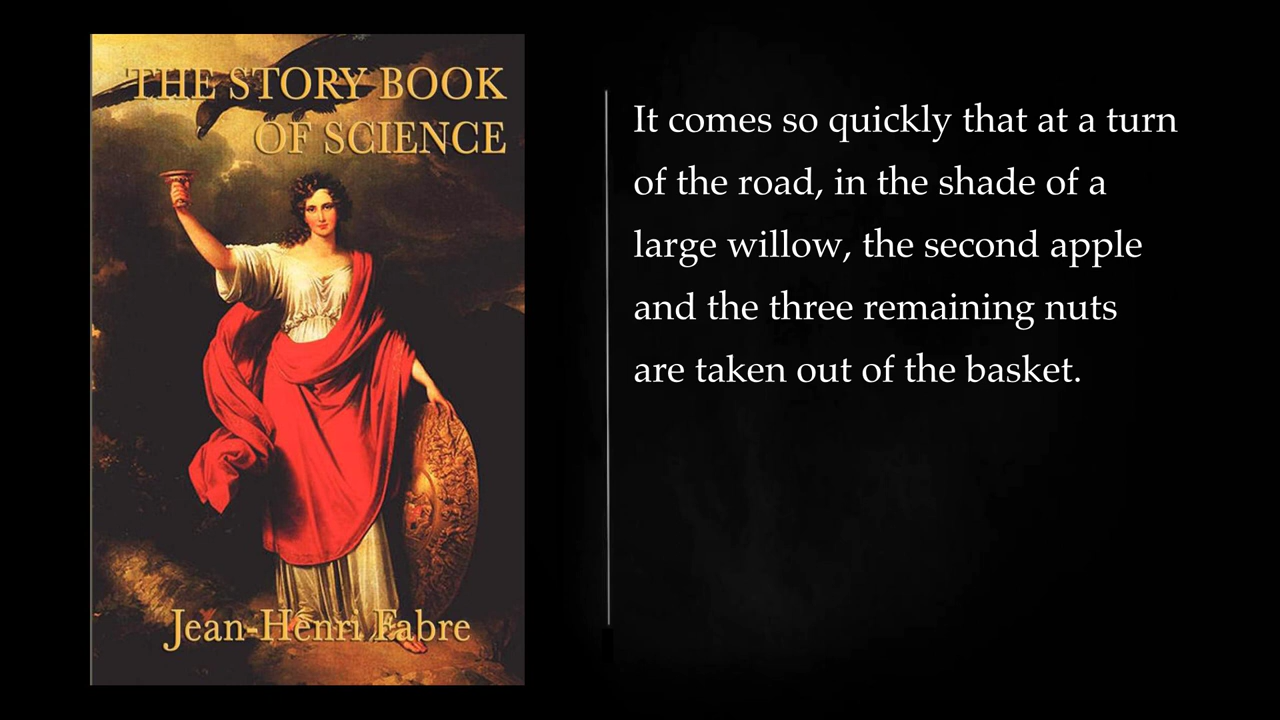 THE STORY BOOK
OF SCIENCE
Jean-Henri Fabre
It comes so quickly that at a turn
of the road, in the shade of a
large willow, the second apple
and the three remaining nuts
are taken out of the basket.